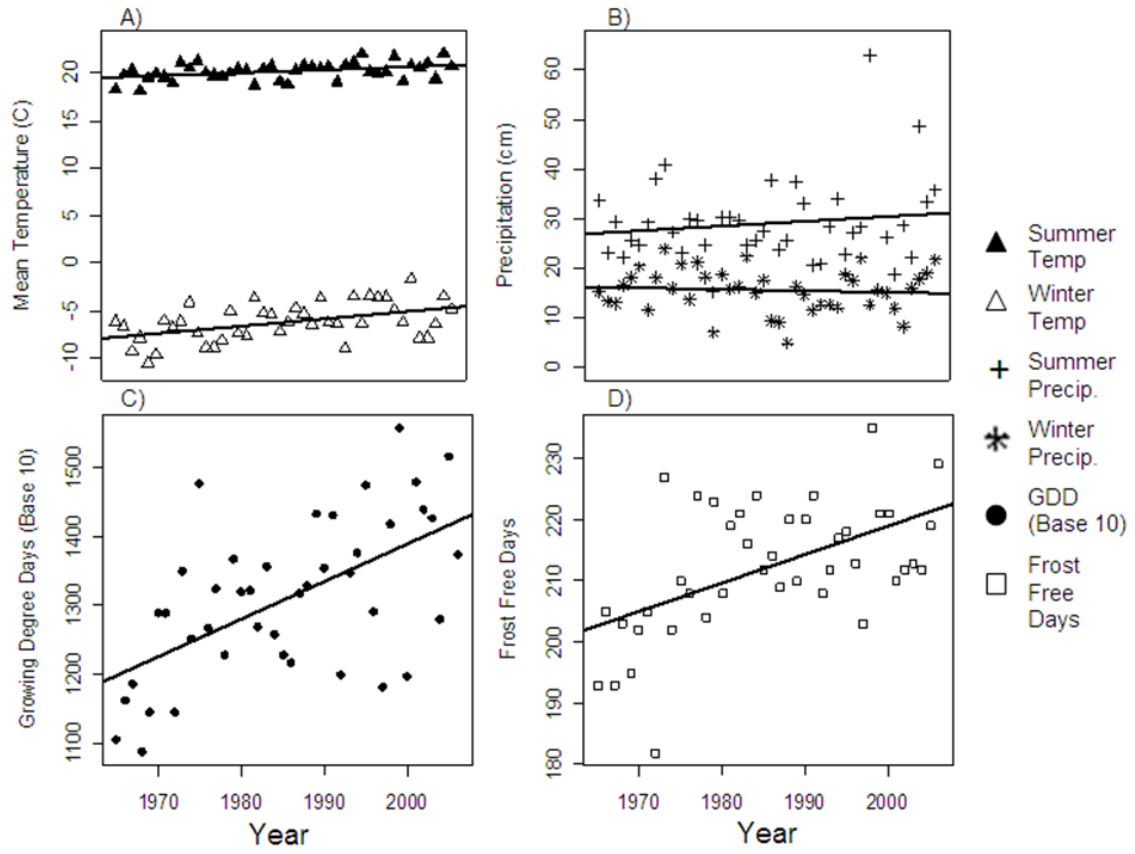 A)
Mean Temperature (C)
20
15
10
5
0
-5
-10
B)
Precipitation (cm)
60
50
40
30
20
10
0
Summer
Temp
Winter
Temp
Summer
Precip.
Winter
Precip.
GDD
(Base 10)
Frost
Free
Days
C)
Growing Degree Days (Base 10)
1500
1400
1300
1200
1100
1970 1980 1990 2000
Year
D)
Frost Free Days
230
220
210
200
190
180
1970 1980 1990 2000
Year